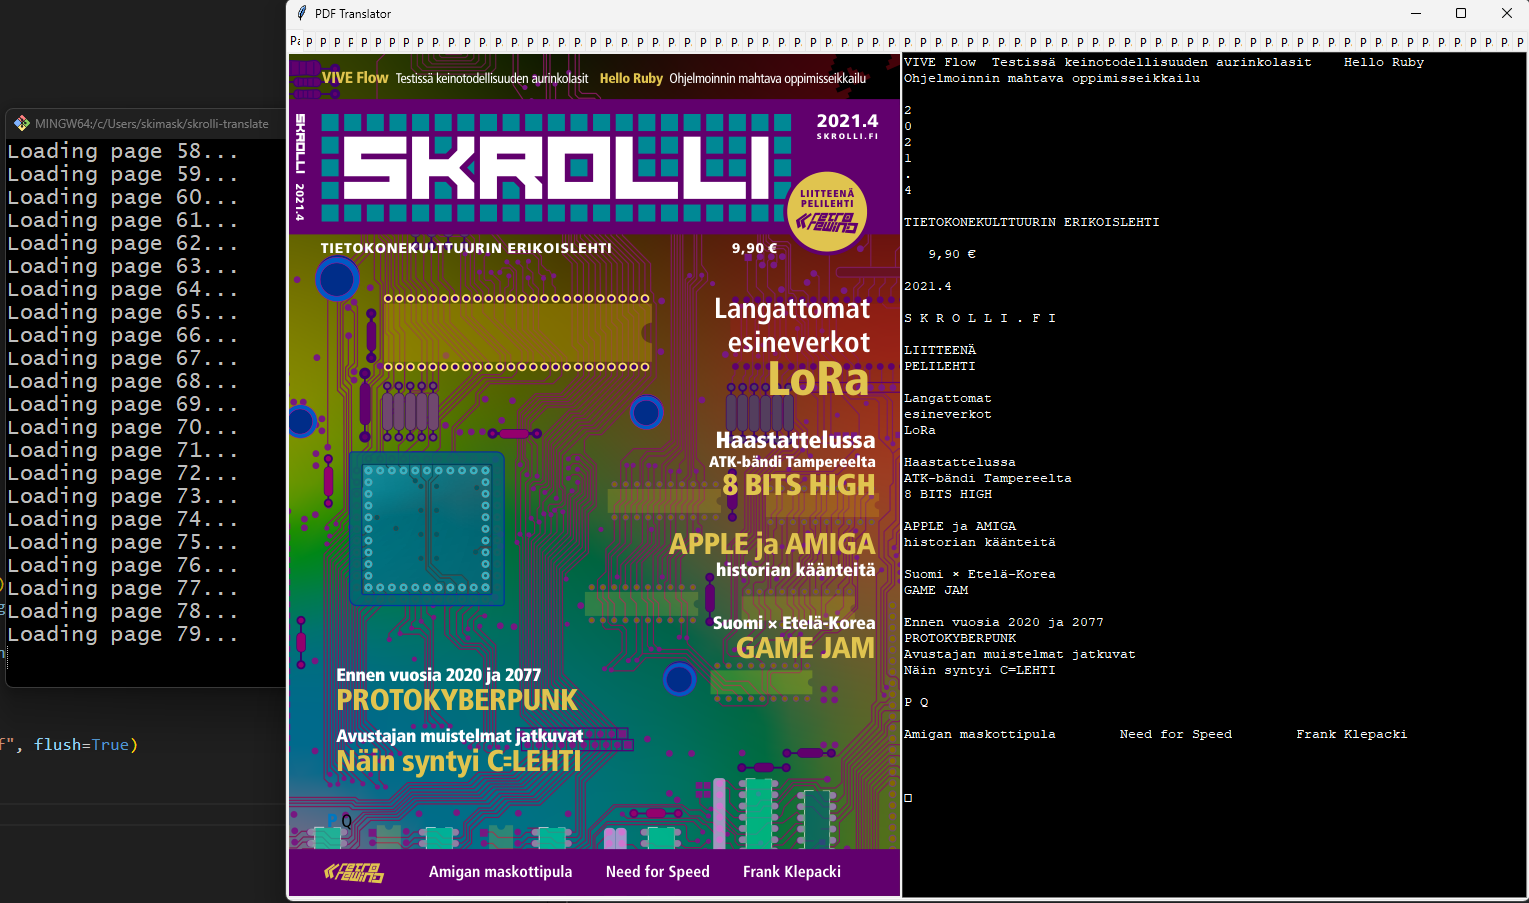 PDF Translator
MINGW64:/c/Users/skimask/skrolli-translate
Loading page 58...
Loading page 59...
Loading page 60...
Loading page 61...
Loading page 62...
Loading page 63...
Loading page 64...
Loading page 65...
Loading page 66...
Loading page 67...
Loading page 68...
Loading page 69...
Loading page 70...
Loading page 71...
Loading page 72...
Loading page 73...
Loading page 74...
Loading page 75...
Loading page 76...
Loading page 77...
Loading page 78...
Loading page 79...
f", flush=True)
VIVE Flow Testissä keinotodellisuuden aurinkolasit Hello Ruby Ohjelmoinnin mahtava oppimisseikkailu
SKROLLI 2021.4
SKROLLI
2021.4
SKROLLI.FI
LIITTEENÄ
PELILEHTI
retro
rewind
TIETOKONEKULTTUURIN ERIKOISLEHTI 9,90 €
Langattomat
esineverkot
LoRa
Haastattelussa
ATK-bändi Tampereelta
8 BITS HIGH
APPLE ja AMIGA
historian käänteitä
Suomi × Etelä-Korea
GAME JAM
Ennen vuosia 2020 ja 2077
PROTOKYBERPUNK
Avustajan muistelmat jatkuvat
Näin syntyi C=LEHTI
P Q
retro
rewind
Amigan maskottipula Need for Speed Frank Klepacki
VIVE Flow Testissä keinotodellisuuden aurinkolasit Hello Ruby
Ohjelmoinnin mahtava oppimisseikkailu
2
0
2
1
.
4
TIETOKONEKULTTUURIN ERIKOISLEHTI
9,90 €
2021.4
S K R O L L I . F I
LIITTEENÄ
PELILEHTI
Langattomat
esineverkot
LoRa
Haastattelussa
ATK-bändi Tampereelta
8 BITS HIGH
APPLE ja AMIGA
historian käänteitä
Suomi × Etelä-Korea
GAME JAM
Ennen vuosia 2020 ja 2077
PROTOKYBERPUNK
Avustajan muistelmat jatkuvat
Näin syntyi C=LEHTI
P Q
Amigan maskottipula Need for Speed Frank Klepacki